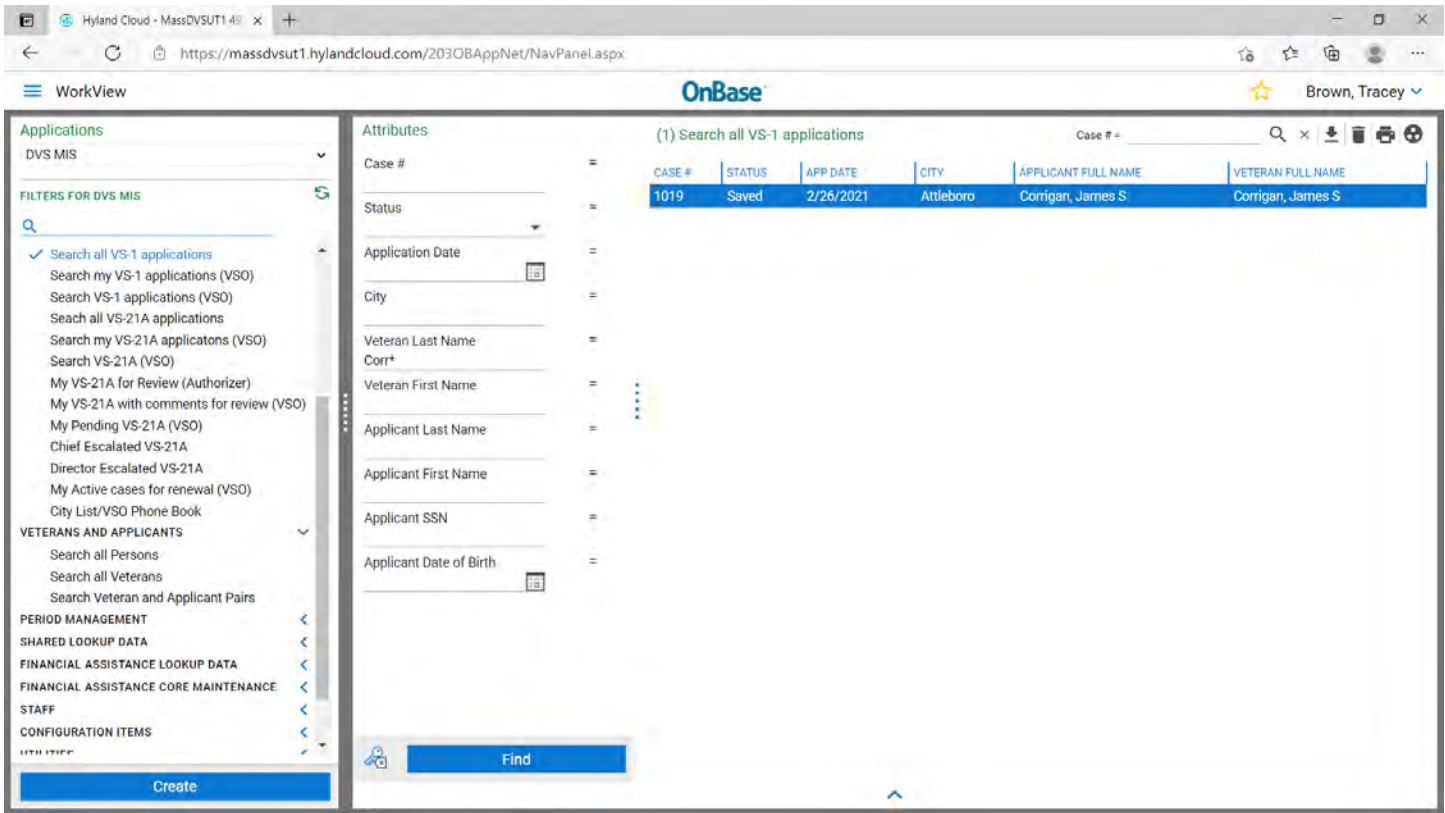 Hyland Cloud - MassDVSUT1 49
https://massdvsut1.hylandcloud.com/203OBAppNet/NavPanel.aspx
WorkView
OnBase
Brown, Tracey
Applications
DVS MIS
FILTERS FOR DVS MIS
Search all VS-1 applications
Search my VS-1 applications (VSO)
Search VS-1 applications (VSO)
Seach all VS-21A applications
Search my VS-21A applicatons (VSO)
Search VS-21A (VSO)
My VS-21A for Review (Authorizer)
My VS-21A with comments for review (VSO)
My Pending VS-21A (VSO)
Chief Escalated VS-21A
Director Escalated VS-21A
My Active cases for renewal (VSO)
City List/VSO Phone Book
VETERANS AND APPLICANTS
Search all Persons
Search all Veterans
Search Veteran and Applicant Pairs
PERIOD MANAGEMENT
SHARED LOOKUP DATA
FINANCIAL ASSISTANCE LOOKUP DATA
FINANCIAL ASSISTANCE CORE MAINTENANCE
STAFF
CONFIGURATION ITEMS
UTILITIES
Create
Attributes
Case # =
Status =
Application Date =
City =
Veteran Last Name =
Corr*
Veteran First Name =
Applicant Last Name =
Applicant First Name =
Applicant SSN =
Applicant Date of Birth =
Find
(1) Search all VS-1 applications
Case # =
CASE # STATUS APP DATE CITY APPLICANT FULL NAME VETERAN FULL NAME
1019 Saved 2/26/2021 Attleboro Corrigan, James S Corrigan, James S